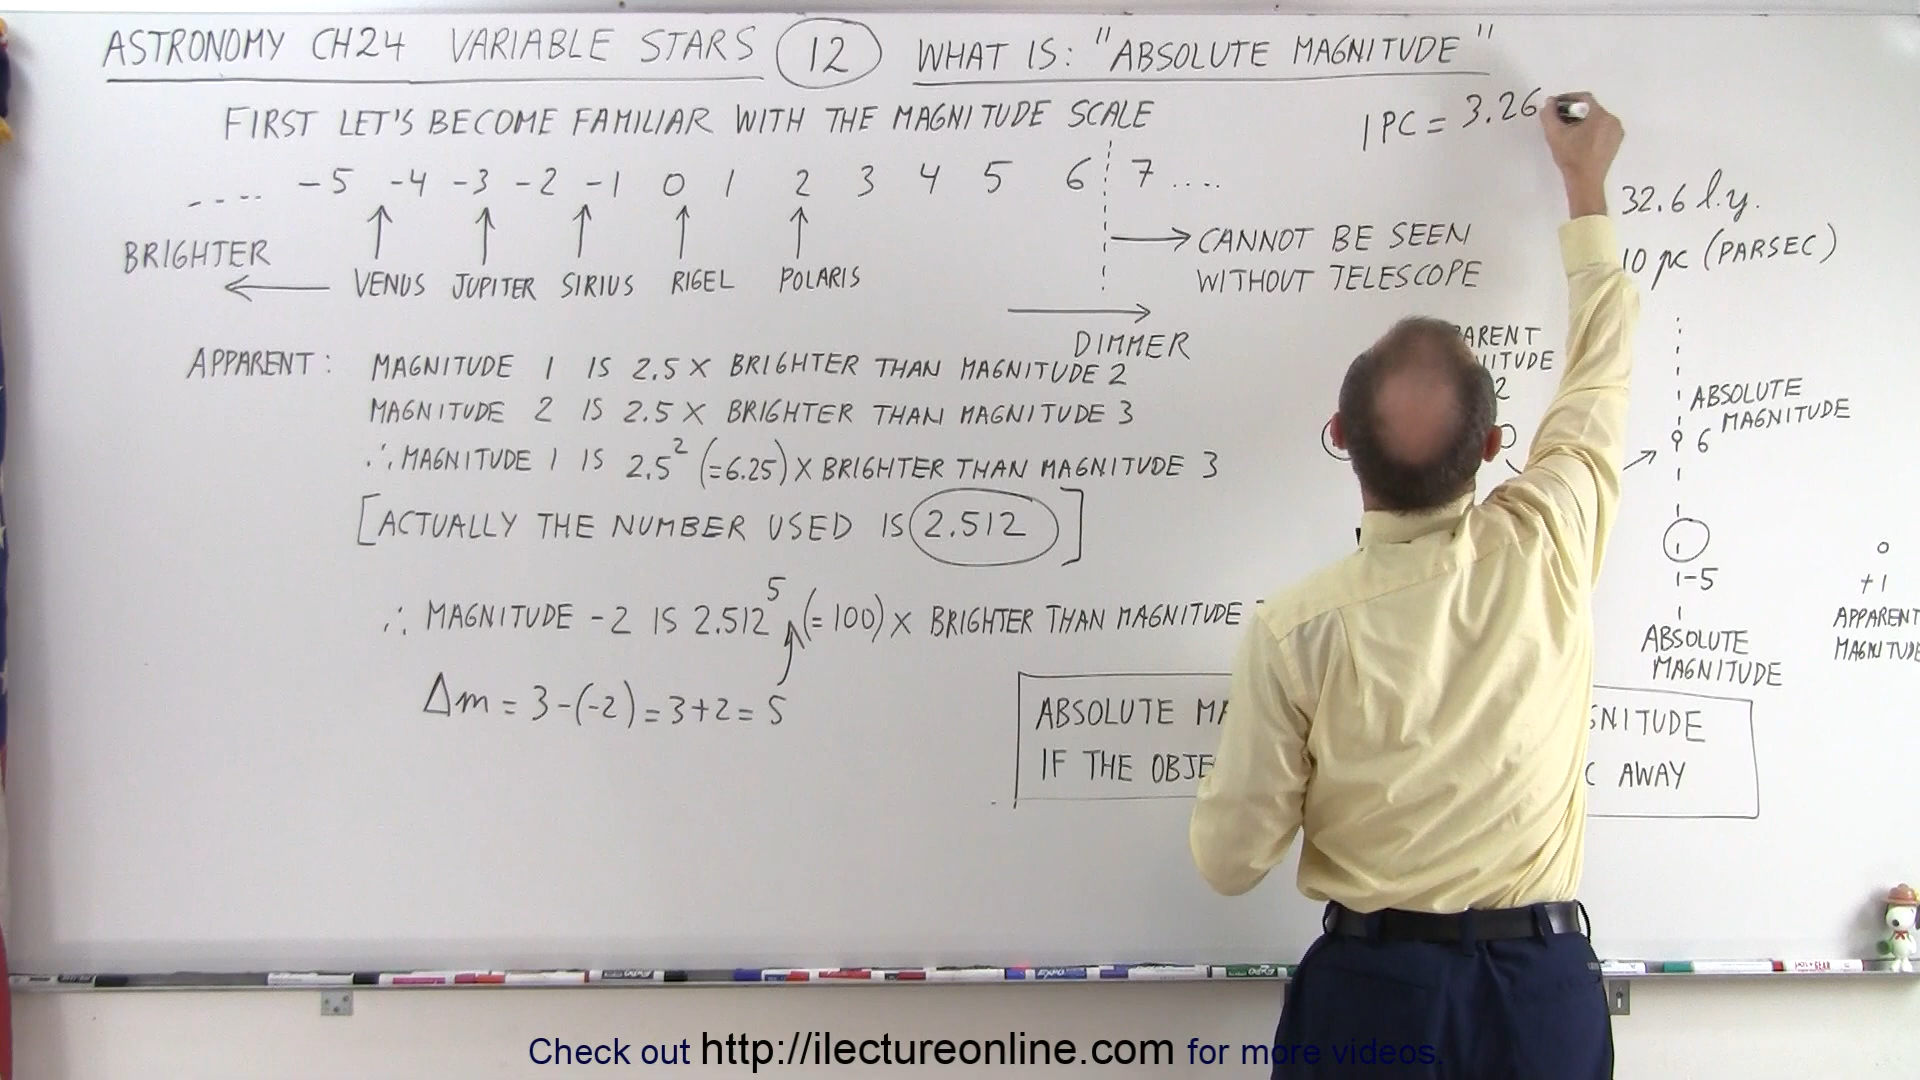 ASTRONOMY CH24 VARIABLE STARS 12 WHAT IS: "ABSOLUTE MAGNITUDE"
FIRST LET'S BECOME FAMILIAR WITH THE MAGNITUDE SCALE
1 PC = 3.26
.... -5 -4 -3 -2 -1 0 1 2 3 4 5 6 7 ....
32.6 l.y.
10 pc (PARSEC)
BRIGHTER
VENUS JUPITER SIRIUS RIGEL POLARIS
CANNOT BE SEEN
WITHOUT TELESCOPE
DIMMER
APPARENT: MAGNITUDE 1 IS 2.5 X BRIGHTER THAN MAGNITUDE 2
MAGNITUDE 2 IS 2.5 X BRIGHTER THAN MAGNITUDE 3
∴ MAGNITUDE 1 IS 2.5² (=6.25) X BRIGHTER THAN MAGNITUDE 3
[ACTUALLY THE NUMBER USED IS 2.512]
∴ MAGNITUDE -2 IS 2.512⁵ (=100) X BRIGHTER THAN MAGNITUDE
Δm = 3-(-2) = 3+2 = 5
2
ABSOLUTE
MAGNITUDE
6
-5
ABSOLUTE
MAGNITUDE
+1
APPARENT
MAGNITUDE
ABSOLUTE
IF THE
AWAY
Check out http://ilectureonline.com for more videos.